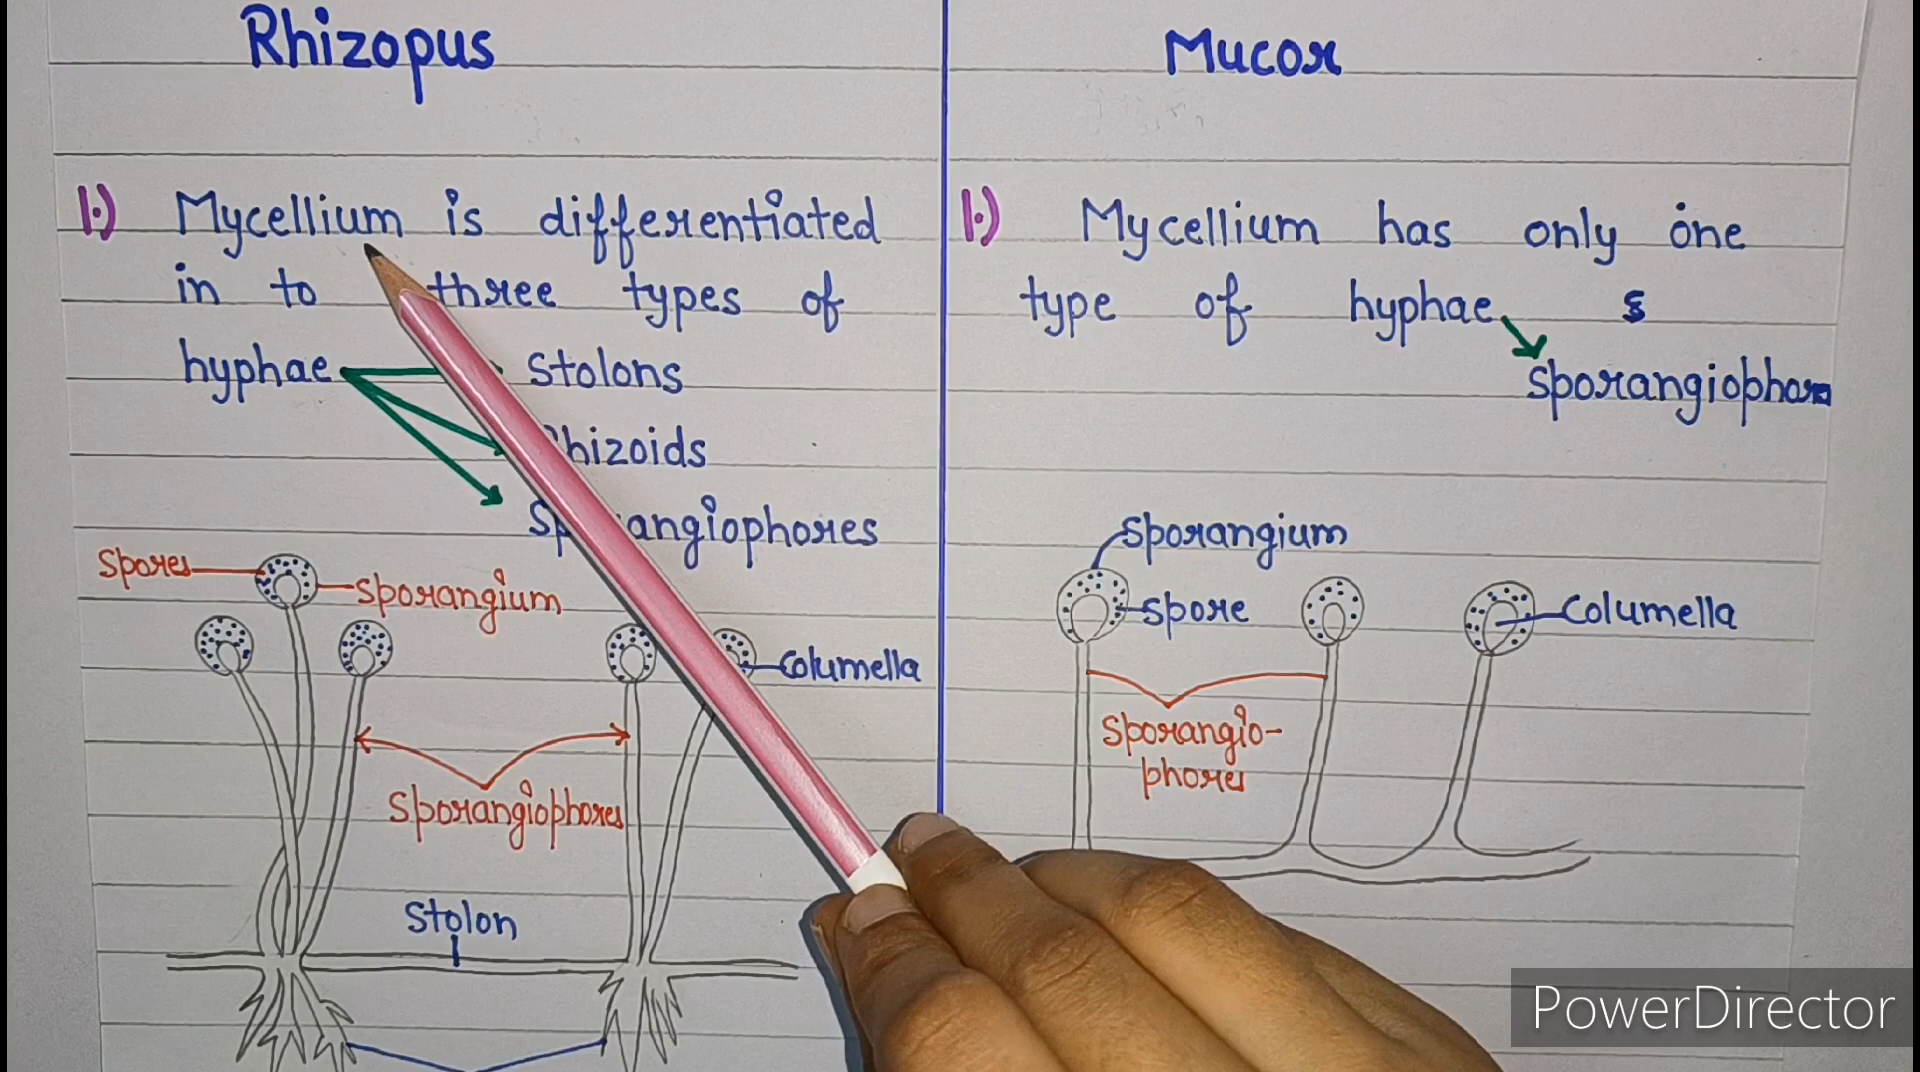 Rhizopus
1.) Mycellium is differentiated
in to three types of
hyphae Stolons
hizoids
angiophores
Spores
Sporangium
Columella
Sporangiophores
Stolon
Mucor
1.) Mycellium has only one
type of hyphae s
Sporangiophore
Sporangium
Spore
Columella
Sporangio-
phores
PowerDirector